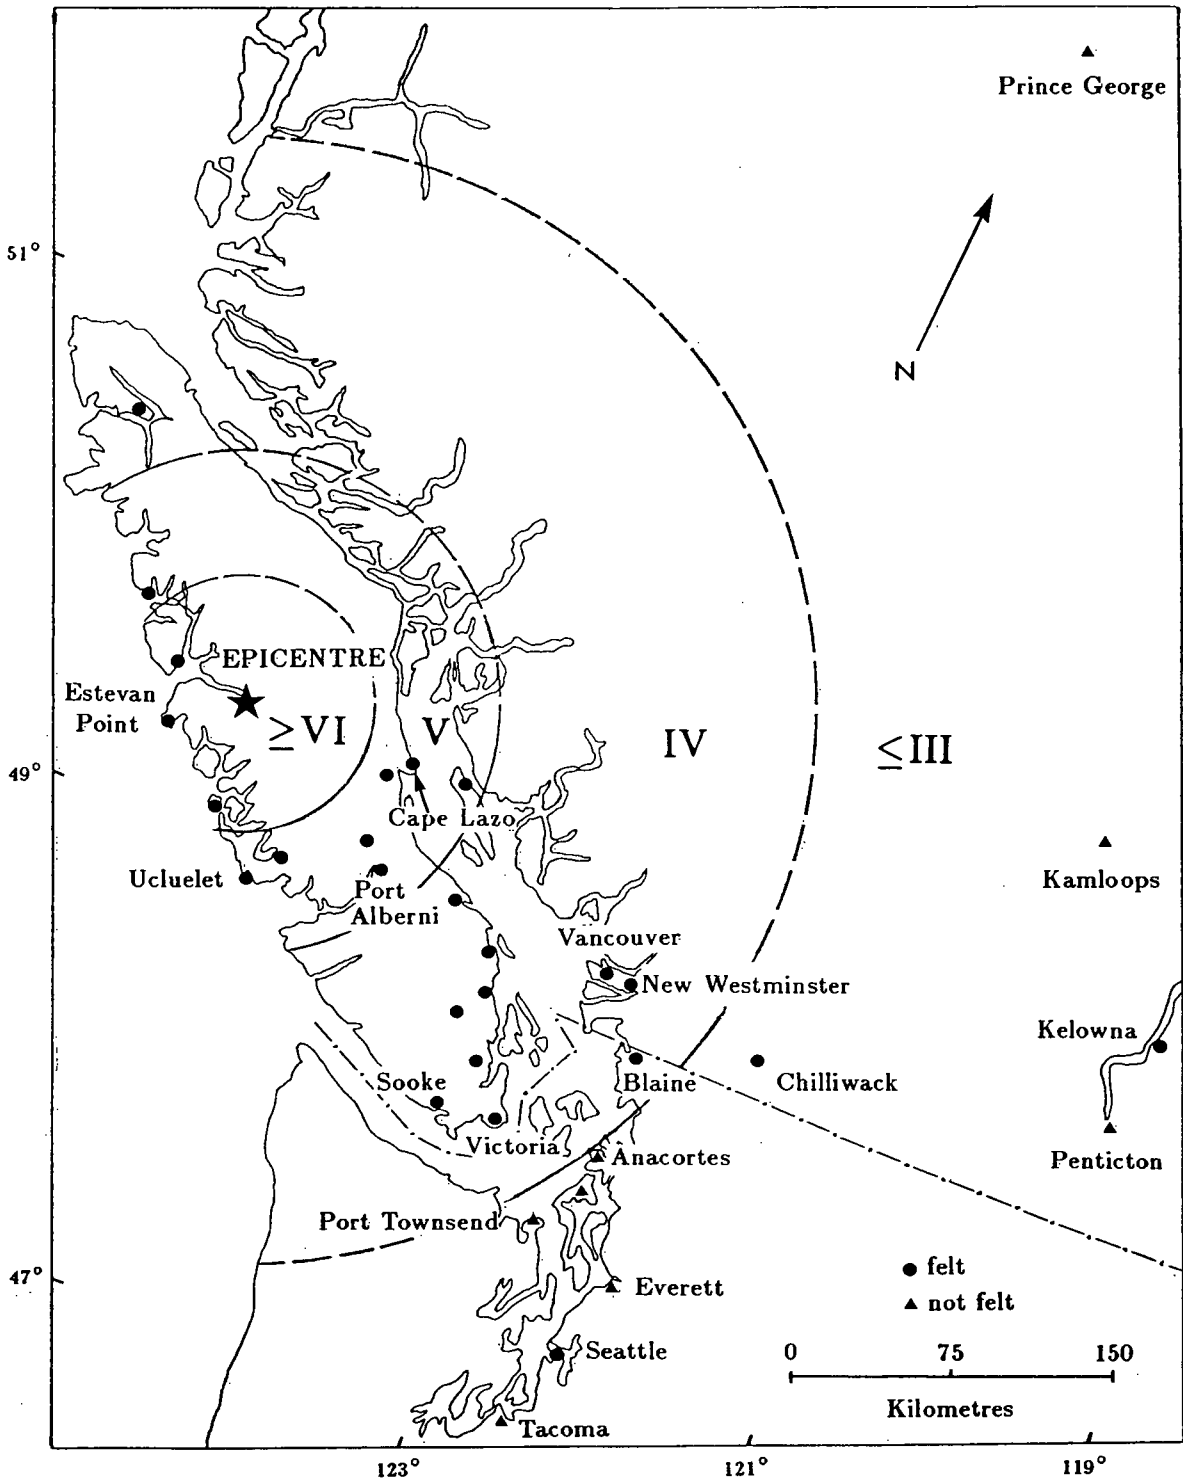 Prince George
51°
N
EPICENTRE
Estevan
Point
≥VI
V
IV
≤III
49°
Cape Lazo
Ucluelet
Port
Alberni
Kamloops
Vancouver
New Westminster
Kelowna
Sooke
Blaine
Chilliwack
Victoria
Anacortes
Penticton
Port Townsend
47°
felt
Everett
not felt
Seattle
0 75 150
Kilometres
Tacoma
123° 121° 119°